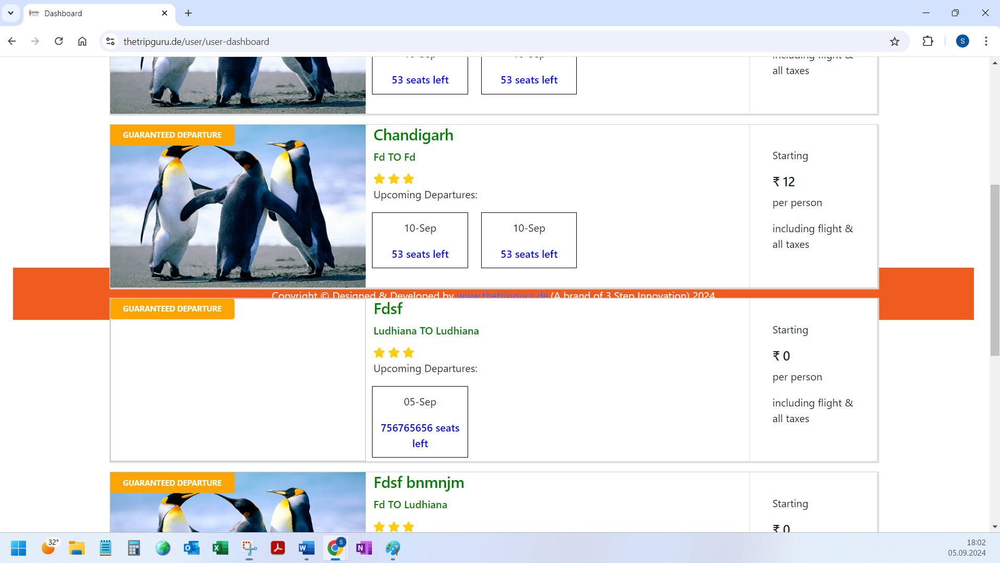 Dashboard
thetripguru.de/user/user-dashboard
S
including flight &
all taxes
53 seats left
53 seats left
GUARANTEED DEPARTURE
Chandigarh
Fd TO Fd
Upcoming Departures:
10-Sep
53 seats left
10-Sep
53 seats left
Starting
₹ 12
per person
including flight &
all taxes
Copyright © Designed & Developed by www.thetripguru.de (A brand of 3 Step Innovation) 2024
GUARANTEED DEPARTURE
Fdsf
Ludhiana TO Ludhiana
Upcoming Departures:
05-Sep
756765656 seats
left
Starting
₹ 0
per person
including flight &
all taxes
GUARANTEED DEPARTURE
Fdsf bnmnjm
Fd TO Ludhiana
Starting
₹ 0
32°
S
18:02
05.09.2024